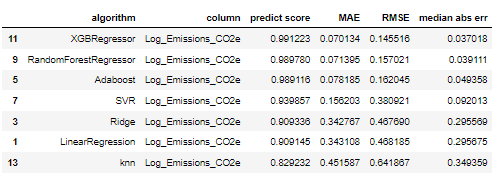 algorithm column predict score MAE RMSE median abs err
11 XGBRegressor Log_Emissions_CO2e 0.991223 0.070134 0.145516 0.037018
9 RandomForestRegressor Log_Emissions_CO2e 0.989780 0.071395 0.157021 0.039111
5 Adaboost Log_Emissions_CO2e 0.989116 0.078185 0.162045 0.049358
7 SVR Log_Emissions_CO2e 0.939857 0.156203 0.380921 0.092013
3 Ridge Log_Emissions_CO2e 0.909336 0.342767 0.467690 0.295569
1 LinearRegression Log_Emissions_CO2e 0.909145 0.343108 0.468185 0.295675
13 knn Log_Emissions_CO2e 0.829232 0.451587 0.641867 0.349359